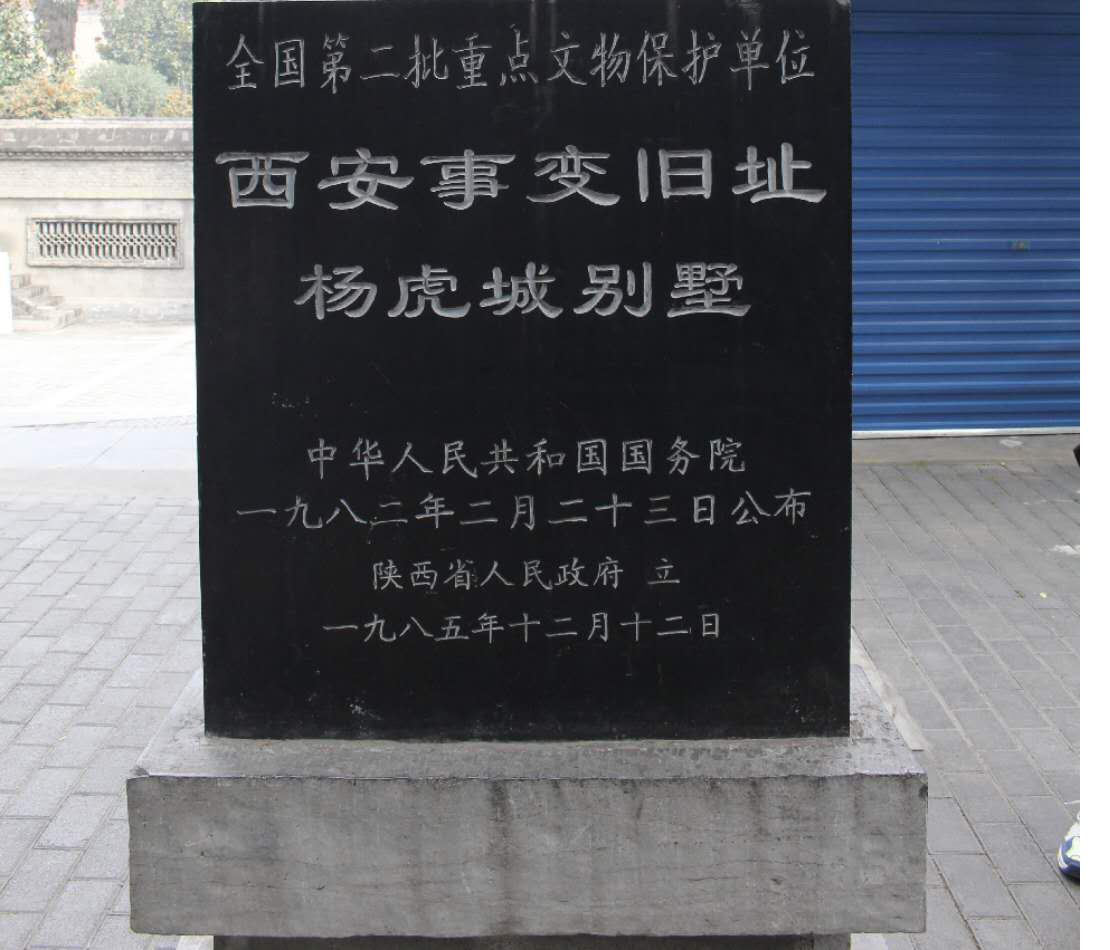 全国第二批重点文物保护单位
西安事变旧址
杨虎城别墅
中华人民共和国国务院
一九八二年二月二十三日公布
陕西省人民政府 立
一九八五年十二月十二日